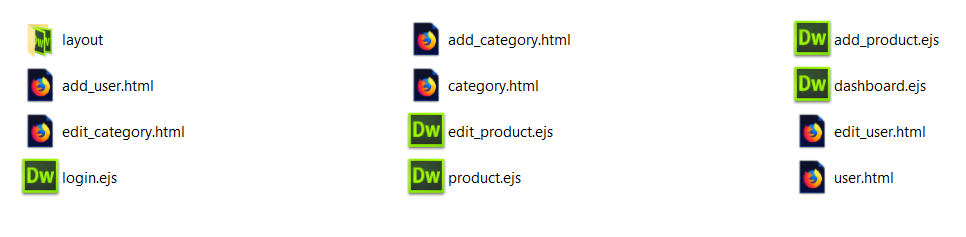 layout
add_category.html
add_product.ejs
add_user.html
category.html
dashboard.ejs
edit_category.html
edit_product.ejs
edit_user.html
login.ejs
product.ejs
user.html